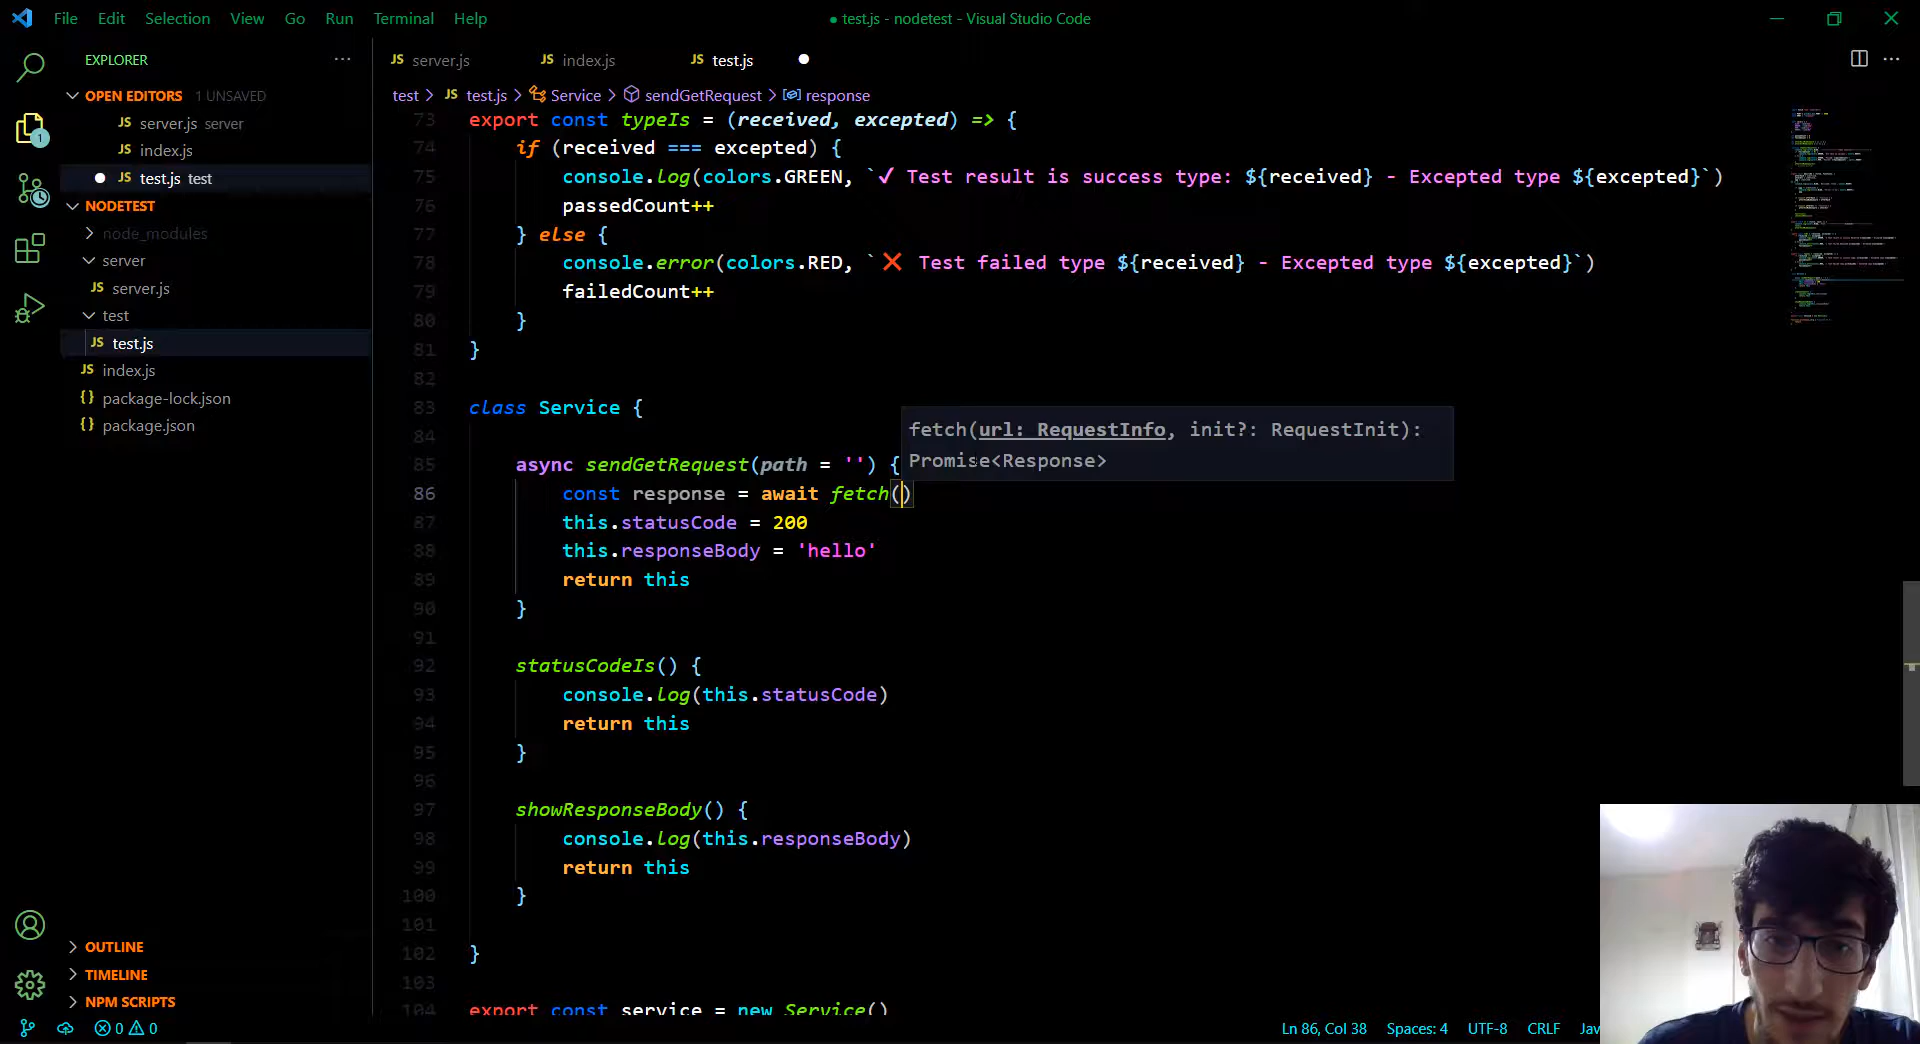 File Edit Selection View Go Run Terminal Help
● test.js - nodetest - Visual Studio Code
EXPLORER
OPEN EDITORS 1 UNSAVED
JS server.js server
JS index.js
● JS test.js test
NODETEST
node_modules
server
JS server.js
test
JS test.js
JS index.js
{} package-lock.json
{} package.json
OUTLINE
TIMELINE
NPM SCRIPTS
1
JS server.js JS index.js JS test.js ●
test > JS test.js > Service > sendGetRequest > response
73 export const typeIs = (received, excepted) => {
74 if (received === excepted) {
75 console.log(colors.GREEN, `✓ Test result is success type: ${received} - Excepted type ${excepted}`)
76 passedCount++
77 } else {
78 console.error(colors.RED, `❌ Test failed type ${received} - Excepted type ${excepted}`)
79 failedCount++
80 }
81 }
82
83 class Service {
84
85 async sendGetRequest(path = '') {
86 const response = await fetch()
87 this.statusCode = 200
88 this.responseBody = 'hello'
89 return this
90 }
91
92 statusCodeIs() {
93 console.log(this.statusCode)
94 return this
95 }
96
97 showResponseBody() {
98 console.log(this.responseBody)
99 return this
100 }
101
102 }
103
104 export const service = new Service()
fetch(url: RequestInfo, init?: RequestInit):
Promise<Response>
0 0
Ln 86, Col 38 Spaces: 4 UTF-8 CRLF Jav